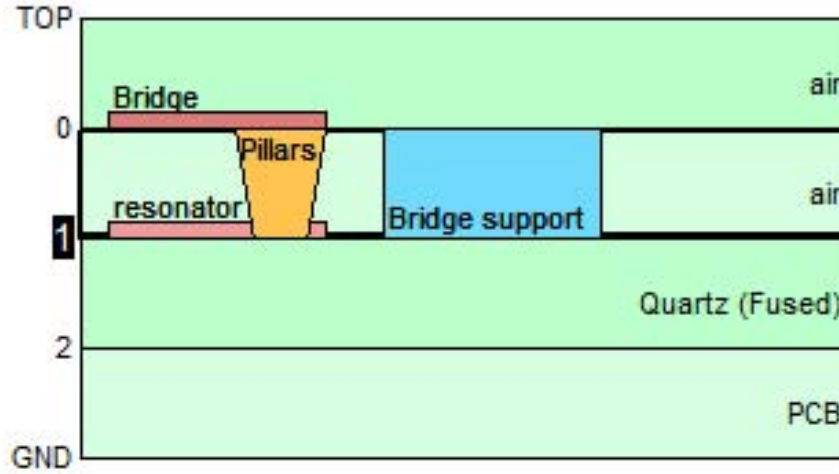 TOP
air
Bridge
0
Pillars
air
resonator
1
Bridge support
Quartz (Fused)
2
PCB
GND